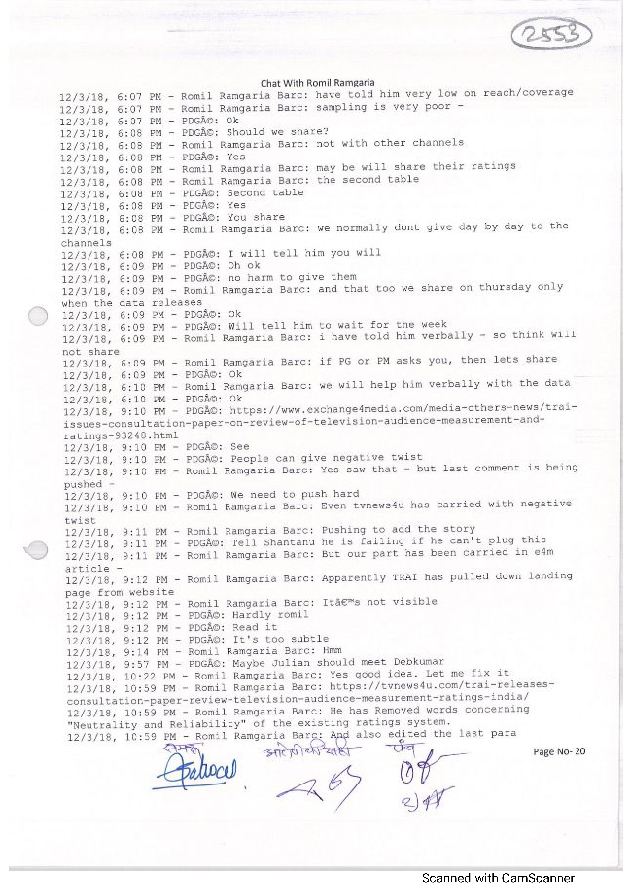 2553
Chat With Romil Ramgaria
12/3/18, 6:07 PM - Romil Ramgaria Barc: have told him very low on reach/coverage
12/3/18, 6:07 PM - Romil Ramgaria Barc: sampling is very poor -
12/3/18, 6:07 PM - PDGÃ©: Ok
12/3/18, 6:08 PM - PDGÃ©: Should we share?
12/3/18, 6:08 PM - Romil Ramgaria Barc: not with other channels
12/3/18, 6:08 PM - PDGÃ©: Yes
12/3/18, 6:08 PM - Romil Ramgaria Barc: may be will share their ratings
12/3/18, 6:08 PM - Romil Ramgaria Barc: the second table
12/3/18, 6:08 PM - PDGÃ©: Second table
12/3/18, 6:08 PM - PDGÃ©: Yes
12/3/18, 6:08 PM - PDGÃ©: You share
12/3/18, 6:08 PM - Romil Ramgaria Barc: we normally dont give day by day to the
channels
12/3/18, 6:08 PM - PDGÃ©: I will tell him you will
12/3/18, 6:09 PM - PDGÃ©: Oh ok
12/3/18, 6:09 PM - PDGÃ©: no harm to give them
12/3/18, 6:09 PM - Romil Ramgaria Barc: and that too we share on thursday only
when the data releases
12/3/18, 6:09 PM - PDGÃ©: Ok
12/3/18, 6:09 PM - PDGÃ©: Will tell him to wait for the week
12/3/18, 6:09 PM - Romil Ramgaria Barc: i have told him verbally - so think will
not share
12/3/18, 6:09 PM - Romil Ramgaria Barc: if PG or PM asks you, then lets share
12/3/18, 6:09 PM - PDGÃ©: Ok
12/3/18, 6:10 PM - Romil Ramgaria Barc: we will help him verbally with the data
12/3/18, 6:10 PM - PDGÃ©: Ok
12/3/18, 9:10 PM - PDGÃ©: https://www.exchange4media.com/media-others-news/trai-
issues-consultation-paper-on-review-of-television-audience-measurement-and-
ratings-93240.html
12/3/18, 9:10 PM - PDGÃ©: See
12/3/18, 9:10 PM - PDGÃ©: People can give negative twist
12/3/18, 9:10 PM - Romil Ramgaria Barc: Yes saw that - but last comment is being
pushed -
12/3/18, 9:10 PM - PDGÃ©: We need to push hard
12/3/18, 9:10 PM - Romil Ramgaria Barc: Even tvnews4u has carried with negative
twist
12/3/18, 9:11 PM - Romil Ramgaria Barc: Pushing to add the story
12/3/18, 9:11 PM - PDGÃ©: Tell Shantanu he is failing if he can't plug this
12/3/18, 9:11 PM - Romil Ramgaria Barc: But our part has been carried in e4m
article -
12/3/18, 9:12 PM - Romil Ramgaria Barc: Apparently TRAI has pulled down landing
page from website
12/3/18, 9:12 PM - Romil Ramgaria Barc: Itâ€™s not visible
12/3/18, 9:12 PM - PDGÃ©: Hardly romil
12/3/18, 9:12 PM - PDGÃ©: Read it
12/3/18, 9:12 PM - PDGÃ©: It's too subtle
12/3/18, 9:14 PM - Romil Ramgaria Barc: Hmm
12/3/18, 9:57 PM - PDGÃ©: Maybe Julian should meet Debkumar
12/3/18, 10:22 PM - Romil Ramgaria Barc: Yes good idea. Let me fix it
12/3/18, 10:59 PM - Romil Ramgaria Barc: https://tvnews4u.com/trai-releases-
consultation-paper-review-television-audience-measurement-ratings-india/
12/3/18, 10:59 PM - Romil Ramgaria Barc: He has Removed words concerning
"Neutrality and Reliability" of the existing ratings system.
12/3/18, 10:59 PM - Romil Ramgaria Barc: And also edited the last para
पंच
Page No- 20
Scanned with CamScanner